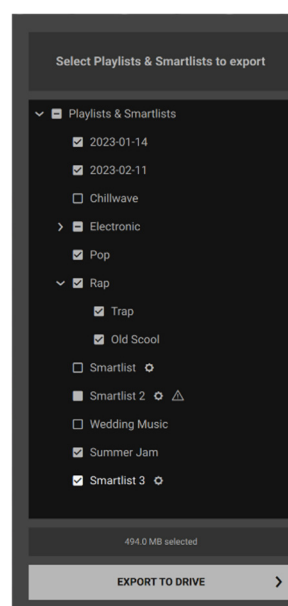 Select Playlists & Smartlists to export
Playlists & Smartlists
2023-01-14
2023-02-11
Chillwave
Electronic
Pop
Rap
Trap
Old Scool
Smartlist
Smartlist 2
Wedding Music
Summer Jam
Smartlist 3
494.0 MB selected
EXPORT TO DRIVE